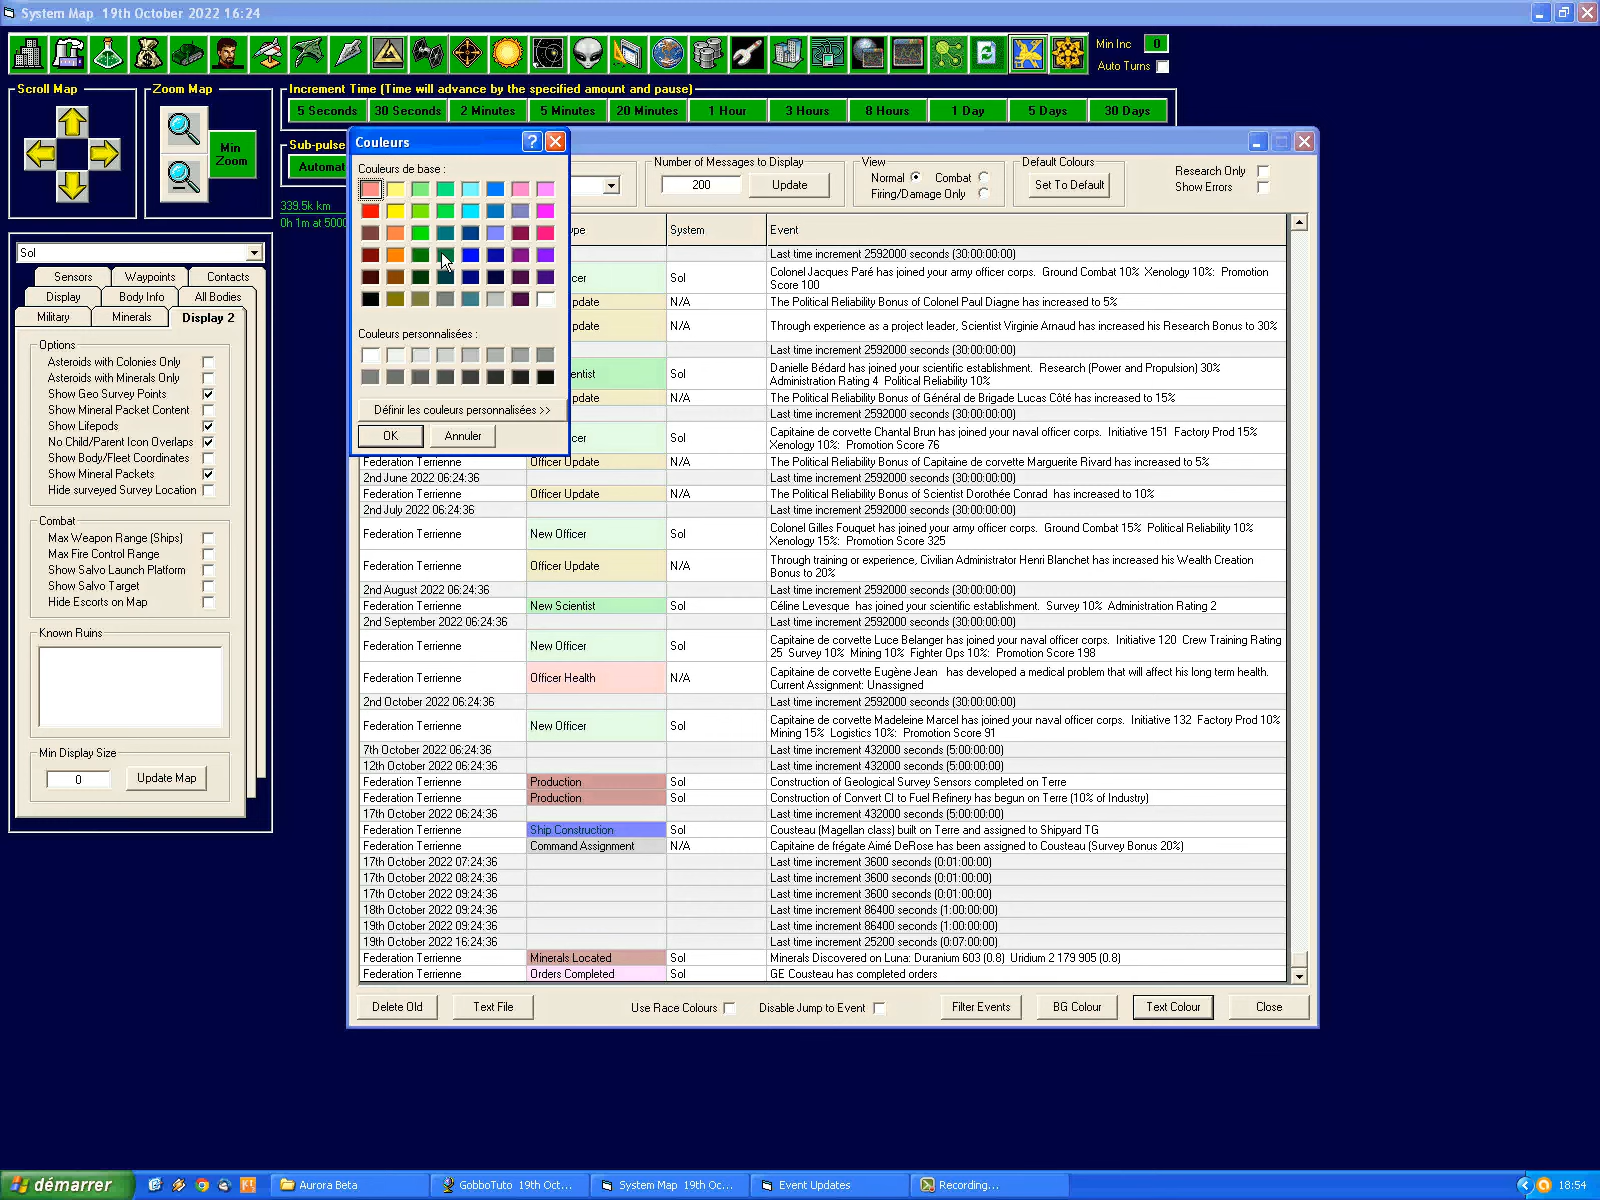 System Map  19th October 2022 16:24
Min Inc 0
Auto Turns
Scroll Map
Zoom Map
Min Zoom
Increment Time (Time will advance by the specified amount and pause)
5 Seconds 30 Seconds 2 Minutes 5 Minutes 20 Minutes 1 Hour 3 Hours 8 Hours 1 Day 5 Days 30 Days
Sub-pulse
Automat
339.5k km
0h 1m at 5000
Sol
Sensors Waypoints Contacts
Display Body Info All Bodies
Military Minerals Display 2
Options
Asteroids with Colonies Only
Asteroids with Minerals Only
Show Geo Survey Points
Show Mineral Packet Content
Show Lifepods
No Child/Parent Icon Overlaps
Show Body/Fleet Coordinates
Show Mineral Packets
Hide surveyed Survey Location
Combat
Max Weapon Range (Ships)
Max Fire Control Range
Show Salvo Launch Platform
Show Salvo Target
Hide Escorts on Map
Known Ruins
Min Display Size
0 Update Map
Couleurs
Couleurs de base :
Couleurs personnalisées :
Définir les couleurs personnalisées >>
OK Annuler
Number of Messages to Display
200 Update
View
Normal Combat
Firing/Damage Only
Default Colours
Set To Default
Research Only
Show Errors
ype System Event
Last time increment 2592000 seconds (30:00:00:00)
cer Sol Colonel Jacques Paré has joined your army officer corps.  Ground Combat 10%  Xenology 10%:  Promotion
Score 100
pdate N/A The Political Reliability Bonus of Colonel Paul Diagne has increased to 5%
pdate N/A Through experience as a project leader, Scientist Virginie Arnaud has increased his Research Bonus to 30%
Last time increment 2592000 seconds (30:00:00:00)
entist Sol Danielle Bédard has joined your scientific establishment.  Research (Power and Propulsion) 30%
Administration Rating 4  Political Reliability 10%
pdate N/A The Political Reliability Bonus of Général de Brigade Lucas Côté has increased to 15%
Last time increment 2592000 seconds (30:00:00:00)
cer Sol Capitaine de corvette Chantal Brun has joined your naval officer corps.  Initiative 151  Factory Prod 15%
Xenology 10%:  Promotion Score 76
Federation Terrienne Officer Update N/A The Political Reliability Bonus of Capitaine de corvette Marguerite Rivard has increased to 5%
2nd June 2022 06:24:36 Last time increment 2592000 seconds (30:00:00:00)
Federation Terrienne Officer Update N/A The Political Reliability Bonus of Scientist Dorothée Conrad  has increased to 10%
2nd July 2022 06:24:36 Last time increment 2592000 seconds (30:00:00:00)
Federation Terrienne New Officer Sol Colonel Gilles Fouquet has joined your army officer corps.  Ground Combat 15%  Political Reliability 10%
Xenology 15%:  Promotion Score 325
Federation Terrienne Officer Update N/A Through training or experience, Civilian Administrator Henri Blanchet has increased his Wealth Creation
Bonus to 20%
2nd August 2022 06:24:36 Last time increment 2592000 seconds (30:00:00:00)
Federation Terrienne New Scientist Sol Céline Levesque  has joined your scientific establishment.  Survey 10%  Administration Rating 2
2nd September 2022 06:24:36 Last time increment 2592000 seconds (30:00:00:00)
Federation Terrienne New Officer Sol Capitaine de corvette Luce Belanger has joined your naval officer corps.  Initiative 120  Crew Training Rating
25  Survey 10%  Mining 10%  Fighter Ops 10%:  Promotion Score 198
Federation Terrienne Officer Health N/A Capitaine de corvette Eugène Jean   has developed a medical problem that will affect his long term health.
Current Assignment: Unassigned
2nd October 2022 06:24:36 Last time increment 2592000 seconds (30:00:00:00)
Federation Terrienne New Officer Sol Capitaine de corvette Madeleine Marcel has joined your naval officer corps.  Initiative 132  Factory Prod 10%
Mining 15%  Logistics 10%:  Promotion Score 91
7th October 2022 06:24:36 Last time increment 432000 seconds (5:00:00:00)
12th October 2022 06:24:36 Last time increment 432000 seconds (5:00:00:00)
Federation Terrienne Production Sol Construction of Geological Survey Sensors completed on Terre
Federation Terrienne Production Sol Construction of Convert CI to Fuel Refinery has begun on Terre (10% of Industry)
17th October 2022 06:24:36 Last time increment 432000 seconds (5:00:00:00)
Federation Terrienne Ship Construction Sol Cousteau (Magellan class) built on Terre and assigned to Shipyard TG
Federation Terrienne Command Assignment N/A Capitaine de frégate Aimé DeRose has been assigned to Cousteau (Survey Bonus 20%)
17th October 2022 07:24:36 Last time increment 3600 seconds (0:01:00:00)
17th October 2022 08:24:36 Last time increment 3600 seconds (0:01:00:00)
17th October 2022 09:24:36 Last time increment 3600 seconds (0:01:00:00)
18th October 2022 09:24:36 Last time increment 86400 seconds (1:00:00:00)
19th October 2022 09:24:36 Last time increment 86400 seconds (1:00:00:00)
19th October 2022 16:24:36 Last time increment 25200 seconds (0:07:00:00)
Federation Terrienne Minerals Located Sol Minerals Discovered on Luna: Duranium 603 (0.8)  Uridium 2 179 905 (0.8)
Federation Terrienne Orders Completed Sol GE Cousteau has completed orders
Delete Old Text File Use Race Colours Disable Jump to Event Filter Events BG Colour Text Colour Close
démarrer Aurora Beta GobboTuto  19th Oct... System Map  19th Oc... Event Updates Recording... 18:54